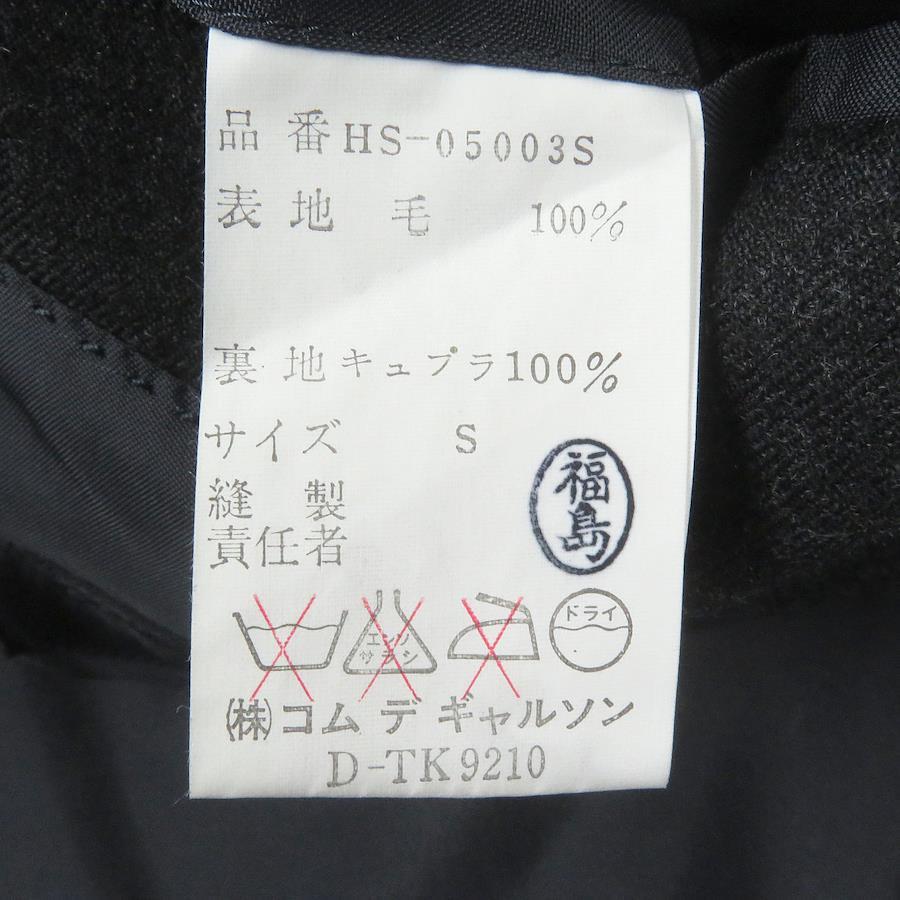 品番 HS-05003S
表地 毛 100%
裏地 キュプラ 100%
サイズ S
縫製
責任者
福島
エンソ
サラシ
ドライ
㈱コム デ ギャルソン
D-TK9210